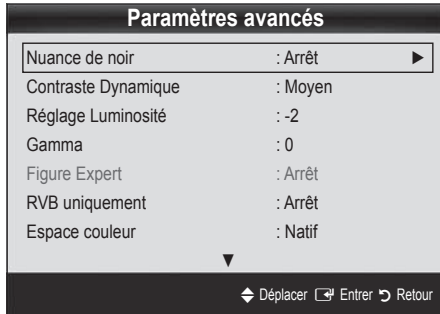 Paramètres avancés
Nuance de noir : Arrêt ►
Contraste Dynamique : Moyen
Réglage Luminosité : -2
Gamma : 0
Figure Expert : Arrêt
RVB uniquement : Arrêt
Espace couleur : Natif
▼
Déplacer Entrer Retour